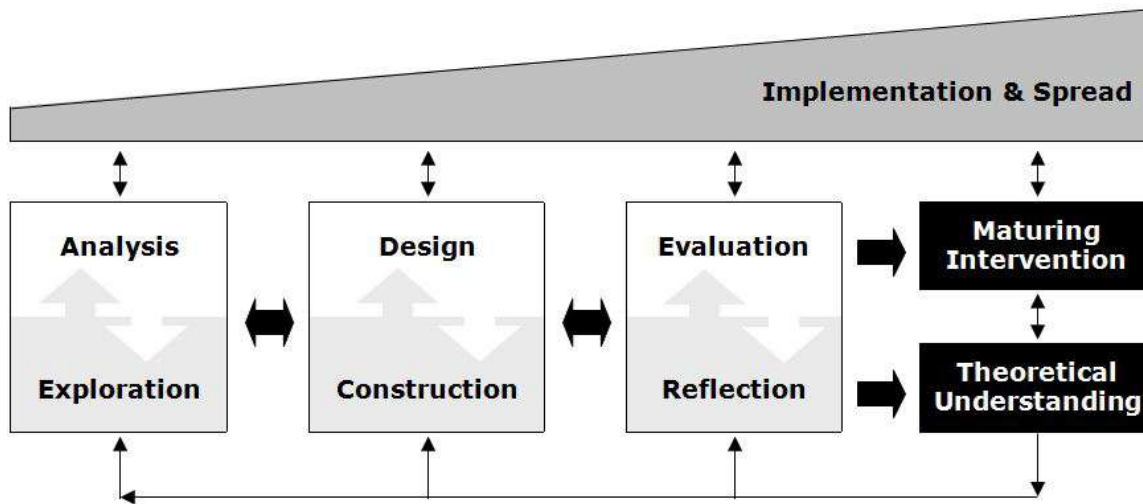 Implementation & Spread
Analysis
Exploration
Design
Construction
Evaluation
Reflection
Maturing
Intervention
Theoretical
Understanding